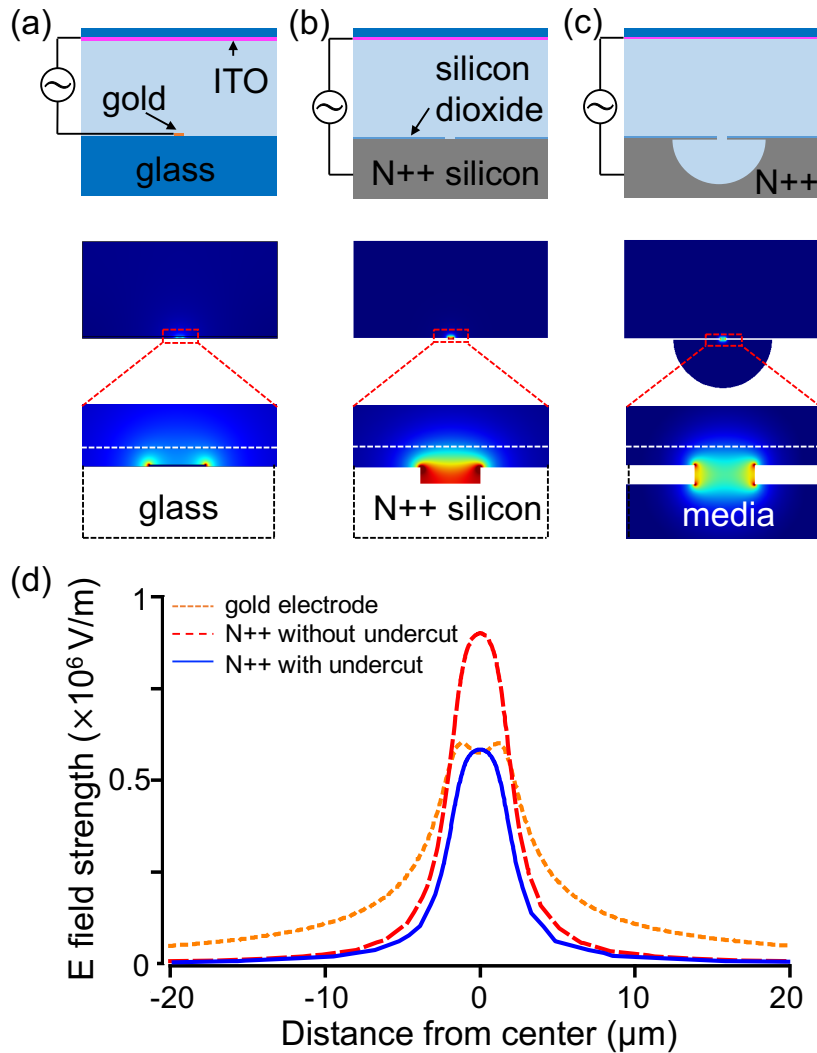 (a)
(b)
(c)
ITO
gold
glass
silicon
dioxide
N++ silicon
N++
glass
N++ silicon
media
(d)
E field strength (×10⁶ V/m)
1
0.5
0
gold electrode
N++ without undercut
N++ with undercut
-20
-10
0
10
20
Distance from center (μm)